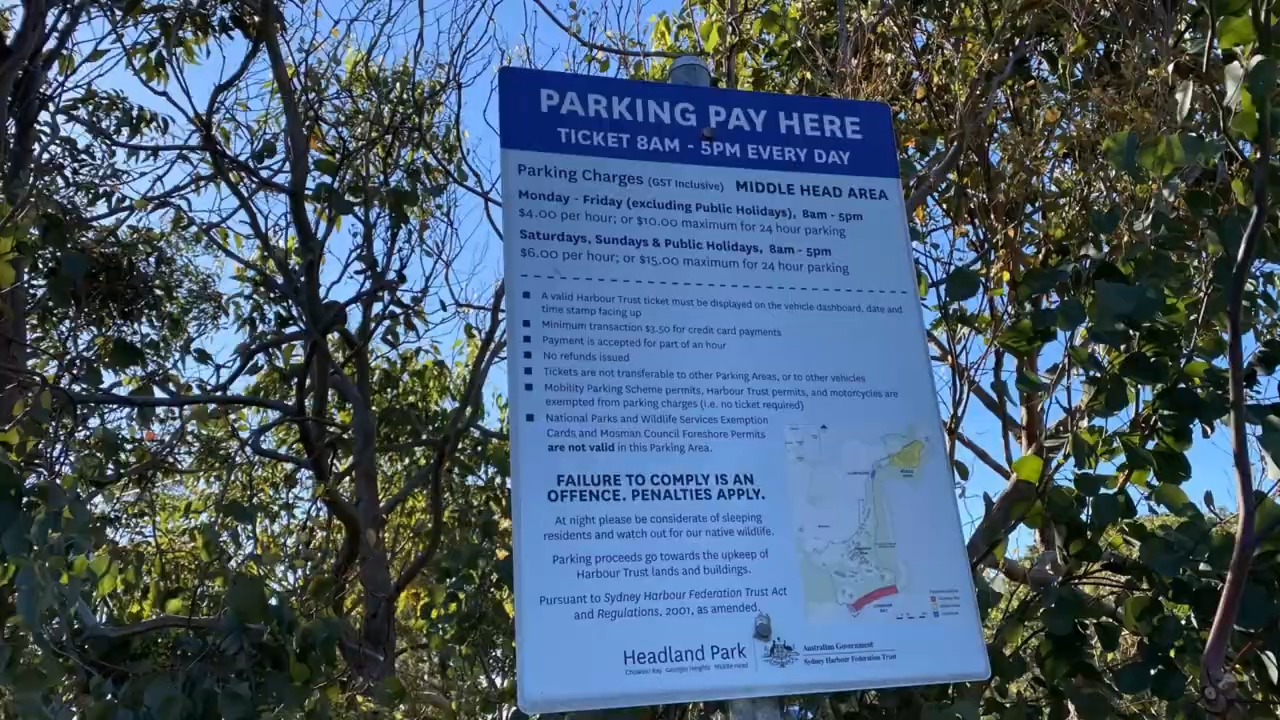 PARKING PAY HERE
TICKET 8AM - 5PM EVERY DAY
Parking Charges (GST Inclusive) MIDDLE HEAD AREA
Monday - Friday (excluding Public Holidays), 8am - 5pm
$4.00 per hour; or $10.00 maximum for 24 hour parking
Saturdays, Sundays & Public Holidays, 8am - 5pm
$6.00 per hour; or $15.00 maximum for 24 hour parking
■ A valid Harbour Trust ticket must be displayed on the vehicle dashboard, date and
time stamp facing up
■ Minimum transaction $3.50 for credit card payments
■ Payment is accepted for part of an hour
■ No refunds issued
■ Tickets are not transferable to other Parking Areas, or to other vehicles
■ Mobility Parking Scheme permits, Harbour Trust permits, and motorcycles are
exempted from parking charges (i.e. no ticket required)
■ National Parks and Wildlife Services Exemption
Cards and Mosman Council Foreshore Permits
are not valid in this Parking Area.
FAILURE TO COMPLY IS AN
OFFENCE. PENALTIES APPLY.
At night please be considerate of sleeping
residents and watch out for our native wildlife.
Parking proceeds go towards the upkeep of
Harbour Trust lands and buildings.
Pursuant to Sydney Harbour Federation Trust Act
and Regulations, 2001, as amended.
Headland Park
Chowder Bay Georges Heights Middle Head
Australian Government
Sydney Harbour Federation Trust